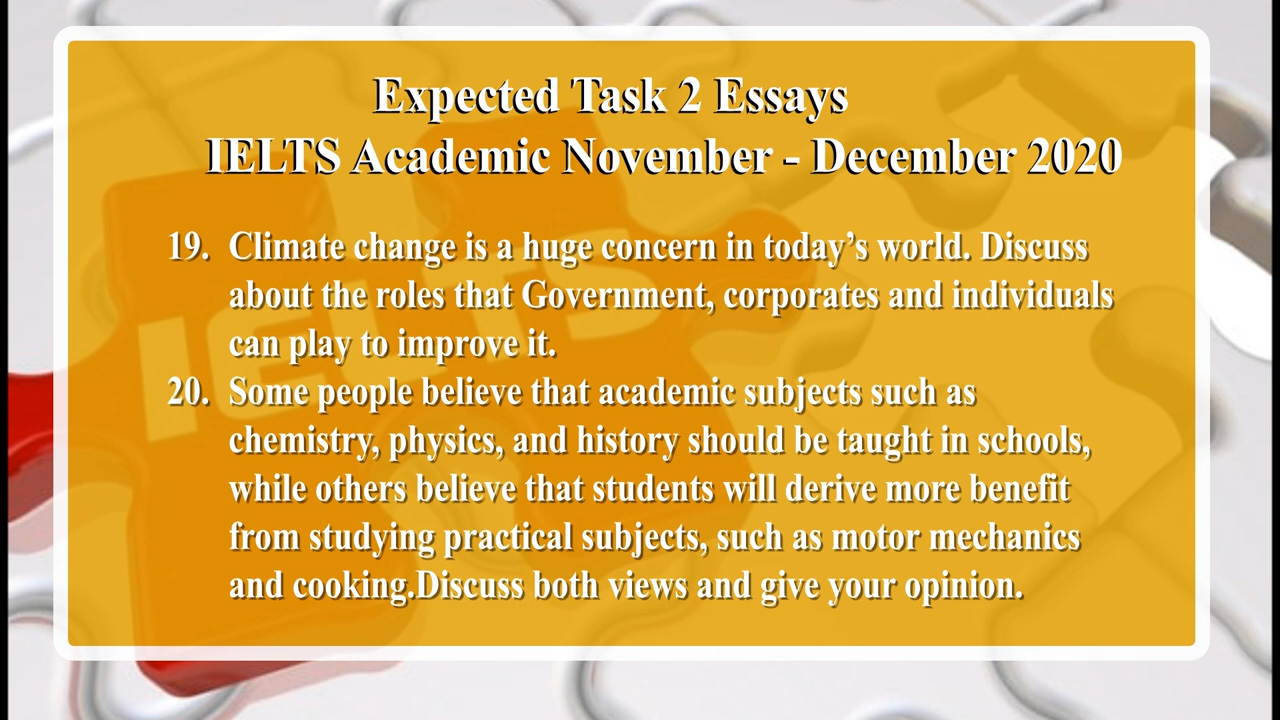 Expected Task 2 Essays
IELTS Academic November - December 2020
19. Climate change is a huge concern in today’s world. Discuss
about the roles that Government, corporates and individuals
can play to improve it.
20. Some people believe that academic subjects such as
chemistry, physics, and history should be taught in schools,
while others believe that students will derive more benefit
from studying practical subjects, such as motor mechanics
and cooking.Discuss both views and give your opinion.
IELTS